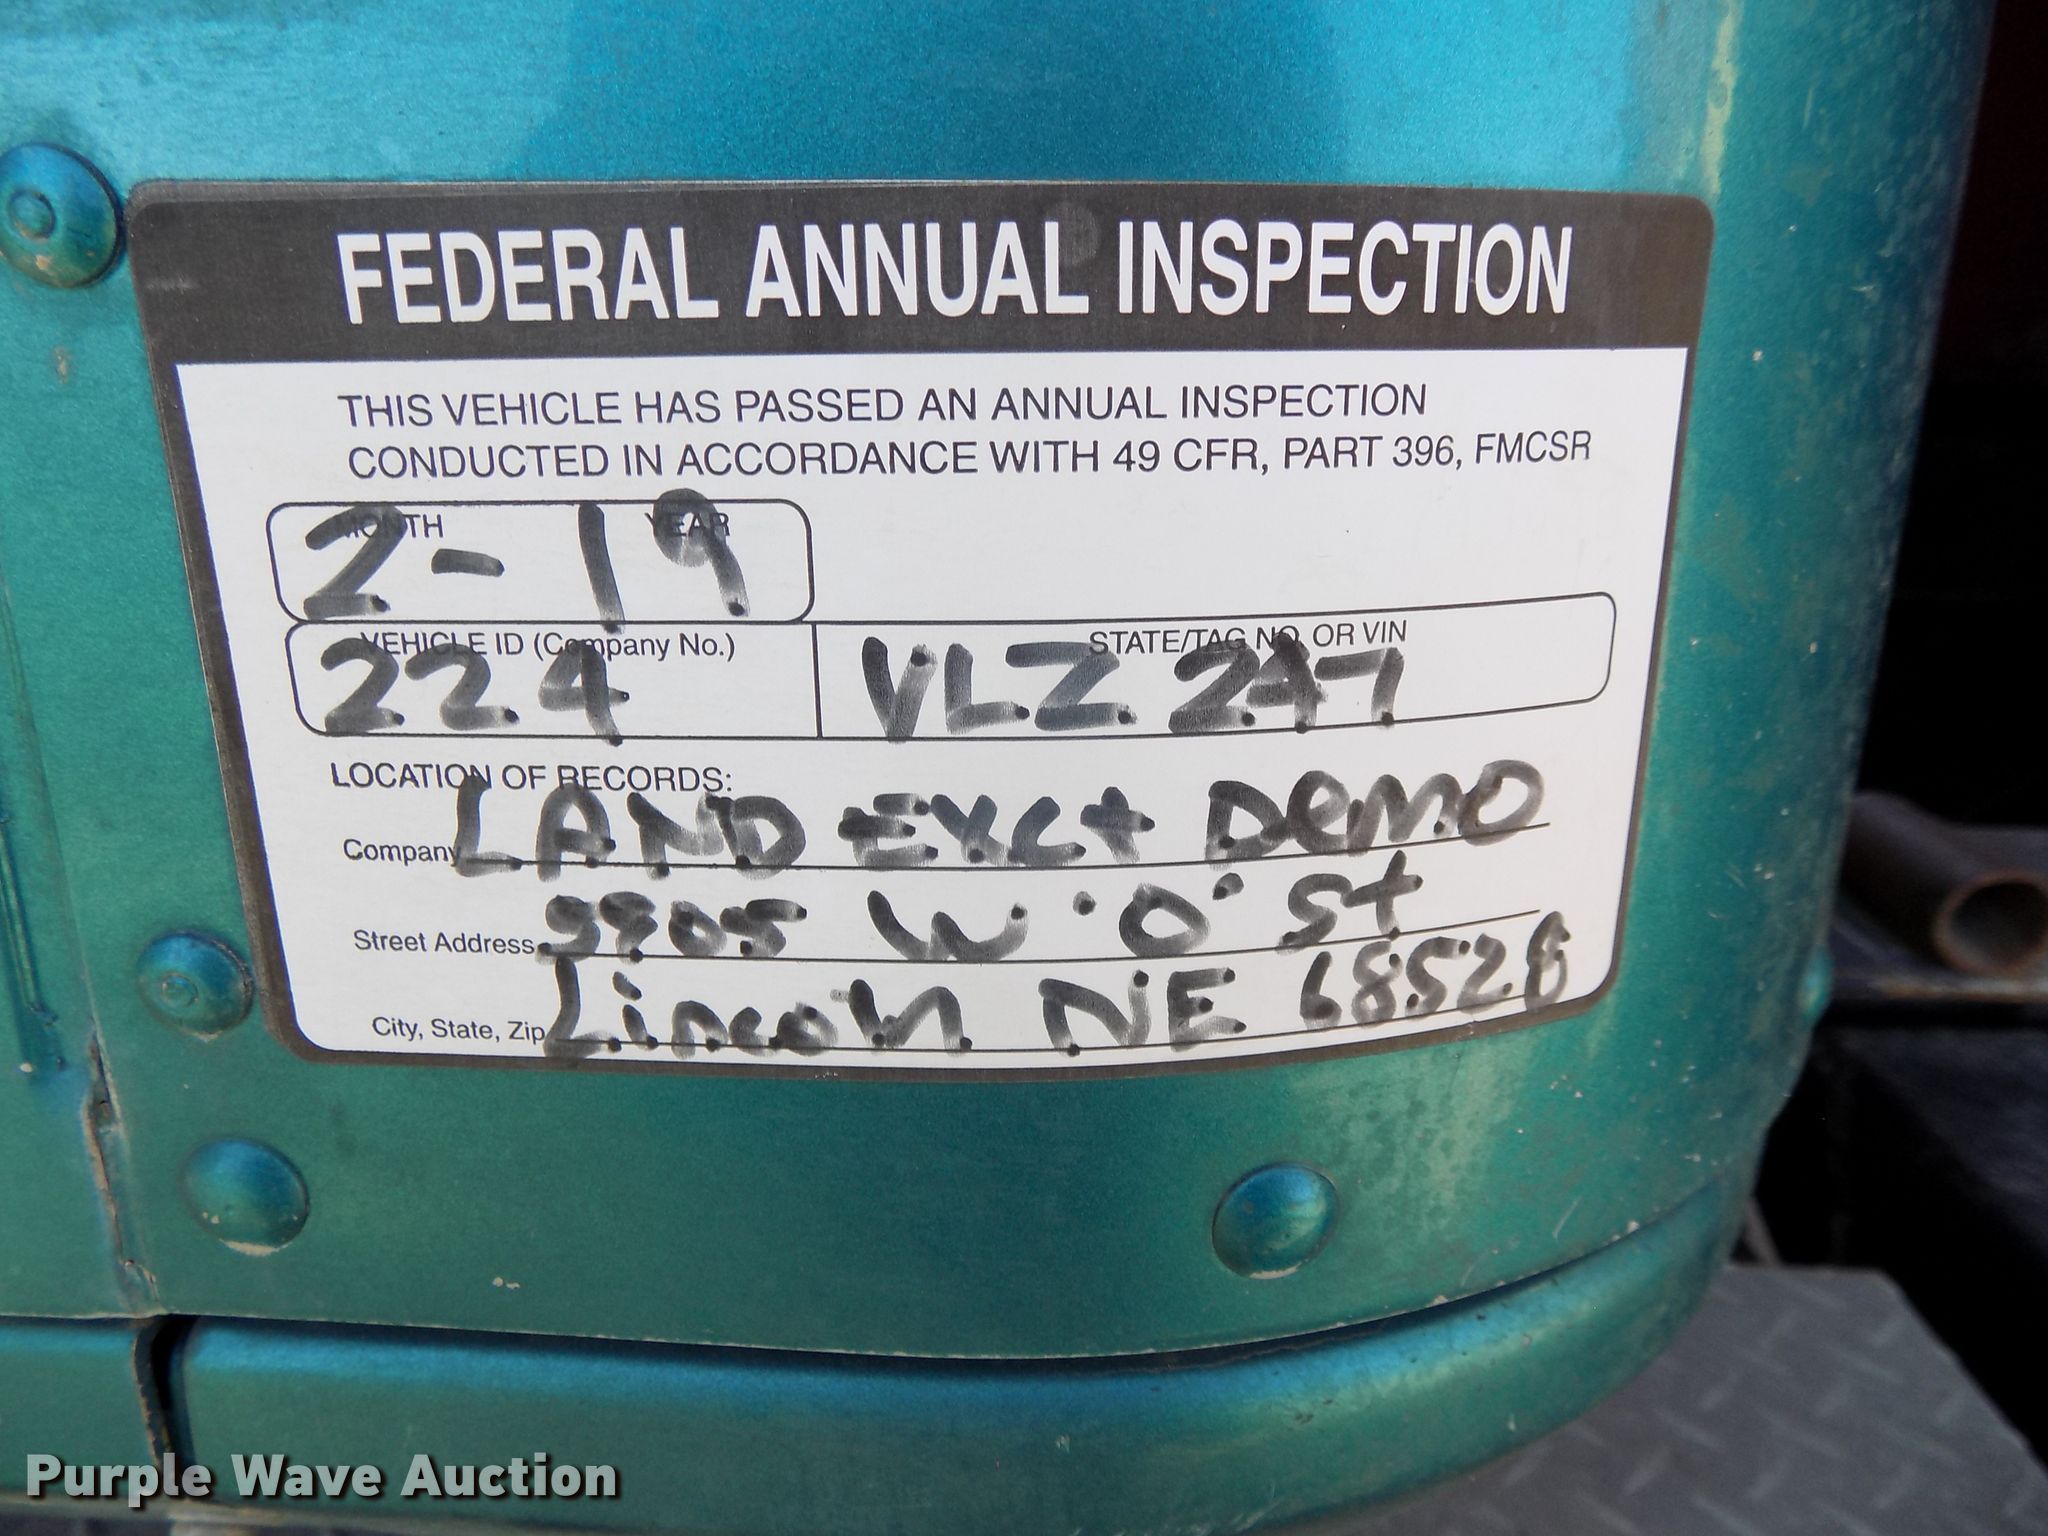 FEDERAL ANNUAL INSPECTION
THIS VEHICLE HAS PASSED AN ANNUAL INSPECTION
CONDUCTED IN ACCORDANCE WITH 49 CFR, PART 396, FMCSR
MONTH YEAR
2-19
VEHICLE ID (Company No.) STATE/TAG NO. OR VIN
224 VLZ 247
LOCATION OF RECORDS:
Company LAND EXCt Demo
Street Address W "O" St
City, State, Zip Lincoln NE 68528
Purple Wave Auction